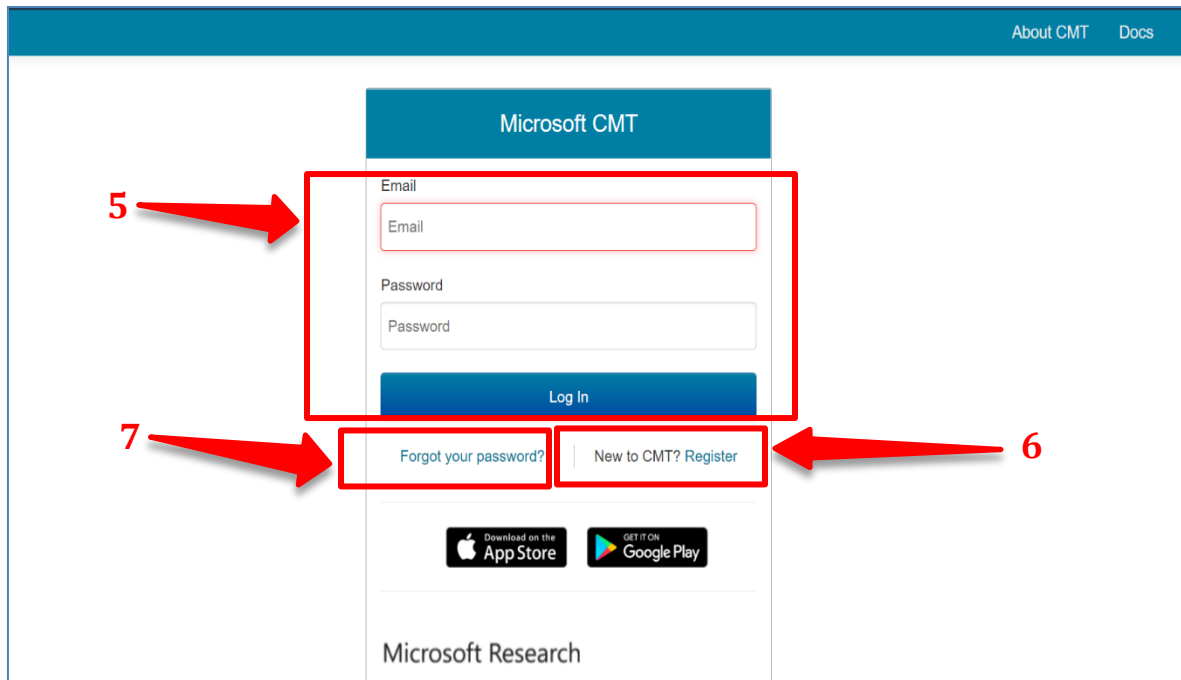 About CMT Docs
Microsoft CMT
Email
5
Email
Password
Password
Log In
7
Forgot your password? New to CMT? Register
6
Download on the
App Store
GET IT ON
Google Play
Microsoft Research